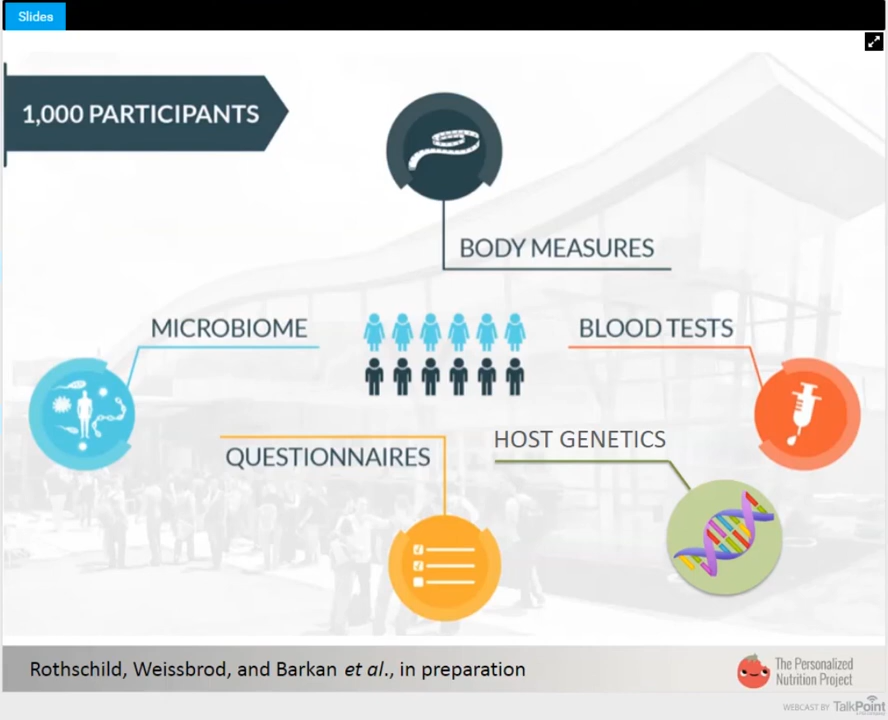 Slides
1,000 PARTICIPANTS
BODY MEASURES
MICROBIOME
BLOOD TESTS
HOST GENETICS
QUESTIONNAIRES
Rothschild, Weissbrod, and Barkan et al., in preparation
The Personalized
Nutrition Project
WEBCAST BY TalkPoint